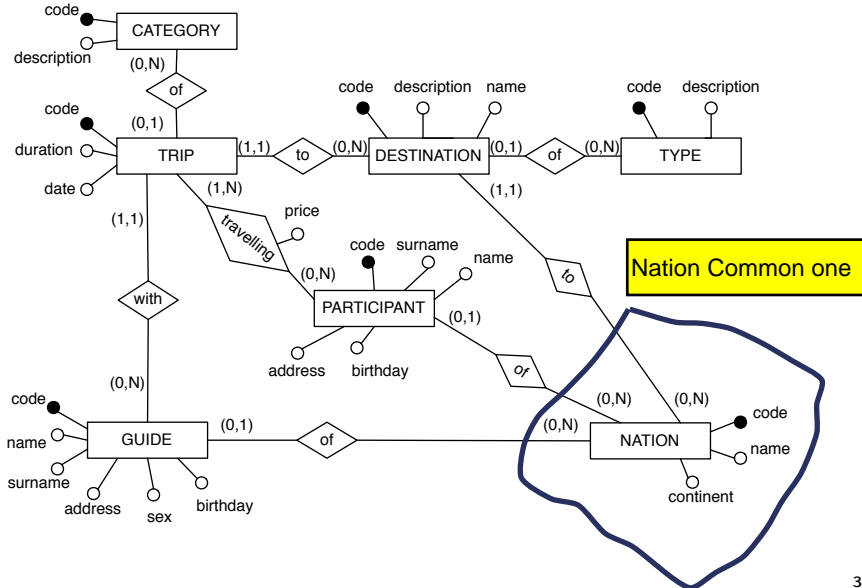 code
CATEGORY
description
(0,N)
of
code
(0,1)
duration
TRIP
date
(1,1)
to
(0,N)
code
description
name
DESTINATION
(0,1)
of
(0,N)
code
description
TYPE
(1,1)
(1,N)
(1,1)
travelling
price
(0,N)
code
surname
name
PARTICIPANT
(0,1)
address
birthday
to
Nation Common one
with
of
(0,N)
(0,N)
(0,N)
code
name
surname
GUIDE
address
sex
birthday
(0,1)
of
(0,N)
NATION
code
name
continent
3